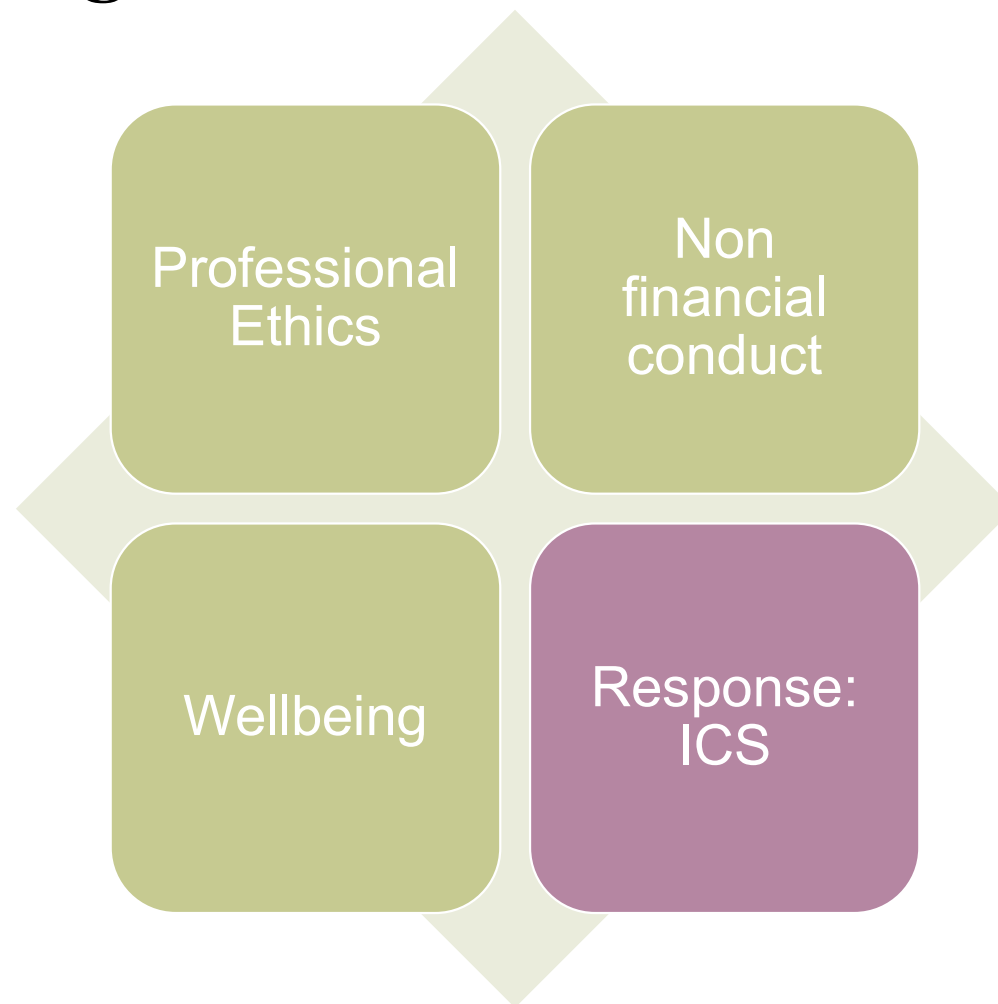 Professional
Ethics
Non
financial
conduct
Wellbeing
Response:
ICS